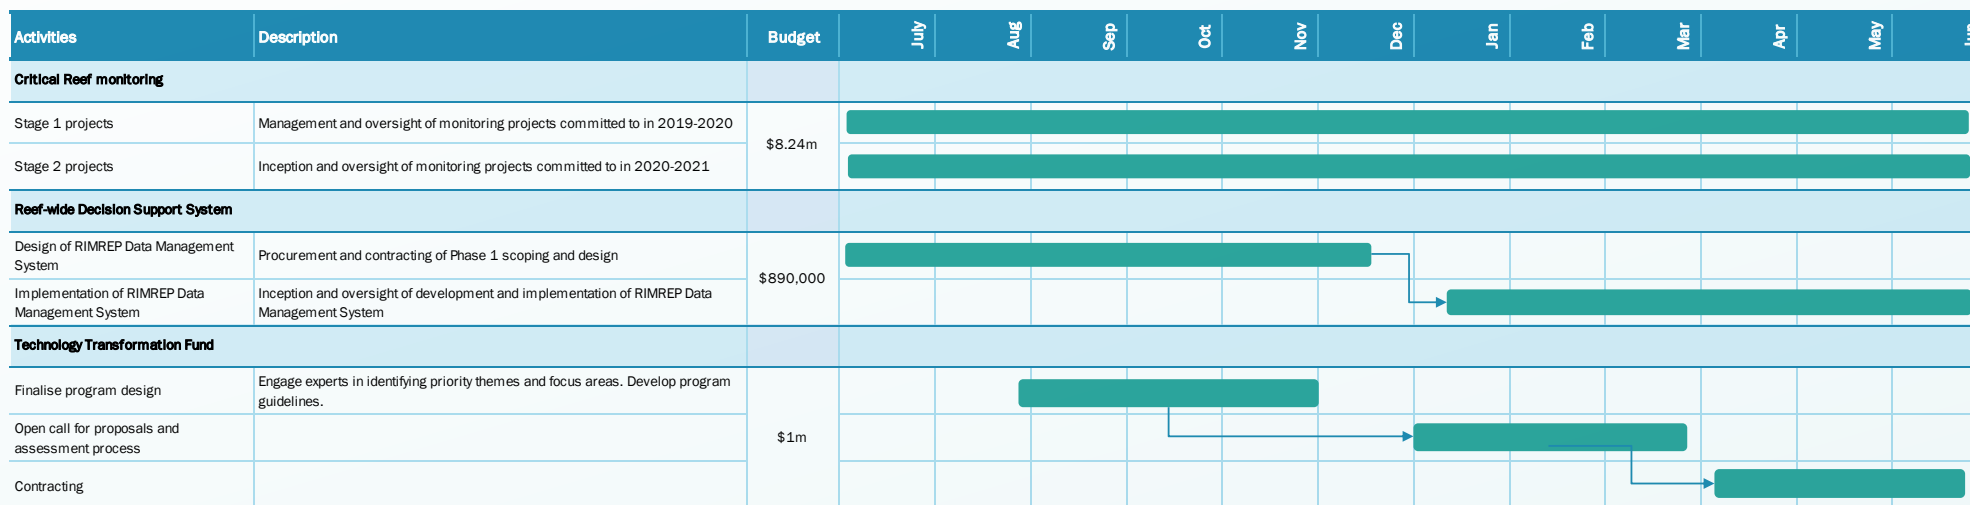 Activities Description Budget July Aug Sep Oct Nov Dec Jan Feb Mar Apr May
Critical Reef monitoring
Stage 1 projects Management and oversight of monitoring projects committed to in 2019-2020
$8.24m
Stage 2 projects Inception and oversight of monitoring projects committed to in 2020-2021
Reef-wide Decision Support System
Design of RIMREP Data Management
System
Procurement and contracting of Phase 1 scoping and design
$890,000
Implementation of RIMREP Data
Management System
Inception and oversight of development and implementation of RIMREP Data
Management System
Technology Transformation Fund
Finalise program design
Engage experts in identifying priority themes and focus areas. Develop program
guidelines.
Open call for proposals and
assessment process
$1m
Contracting